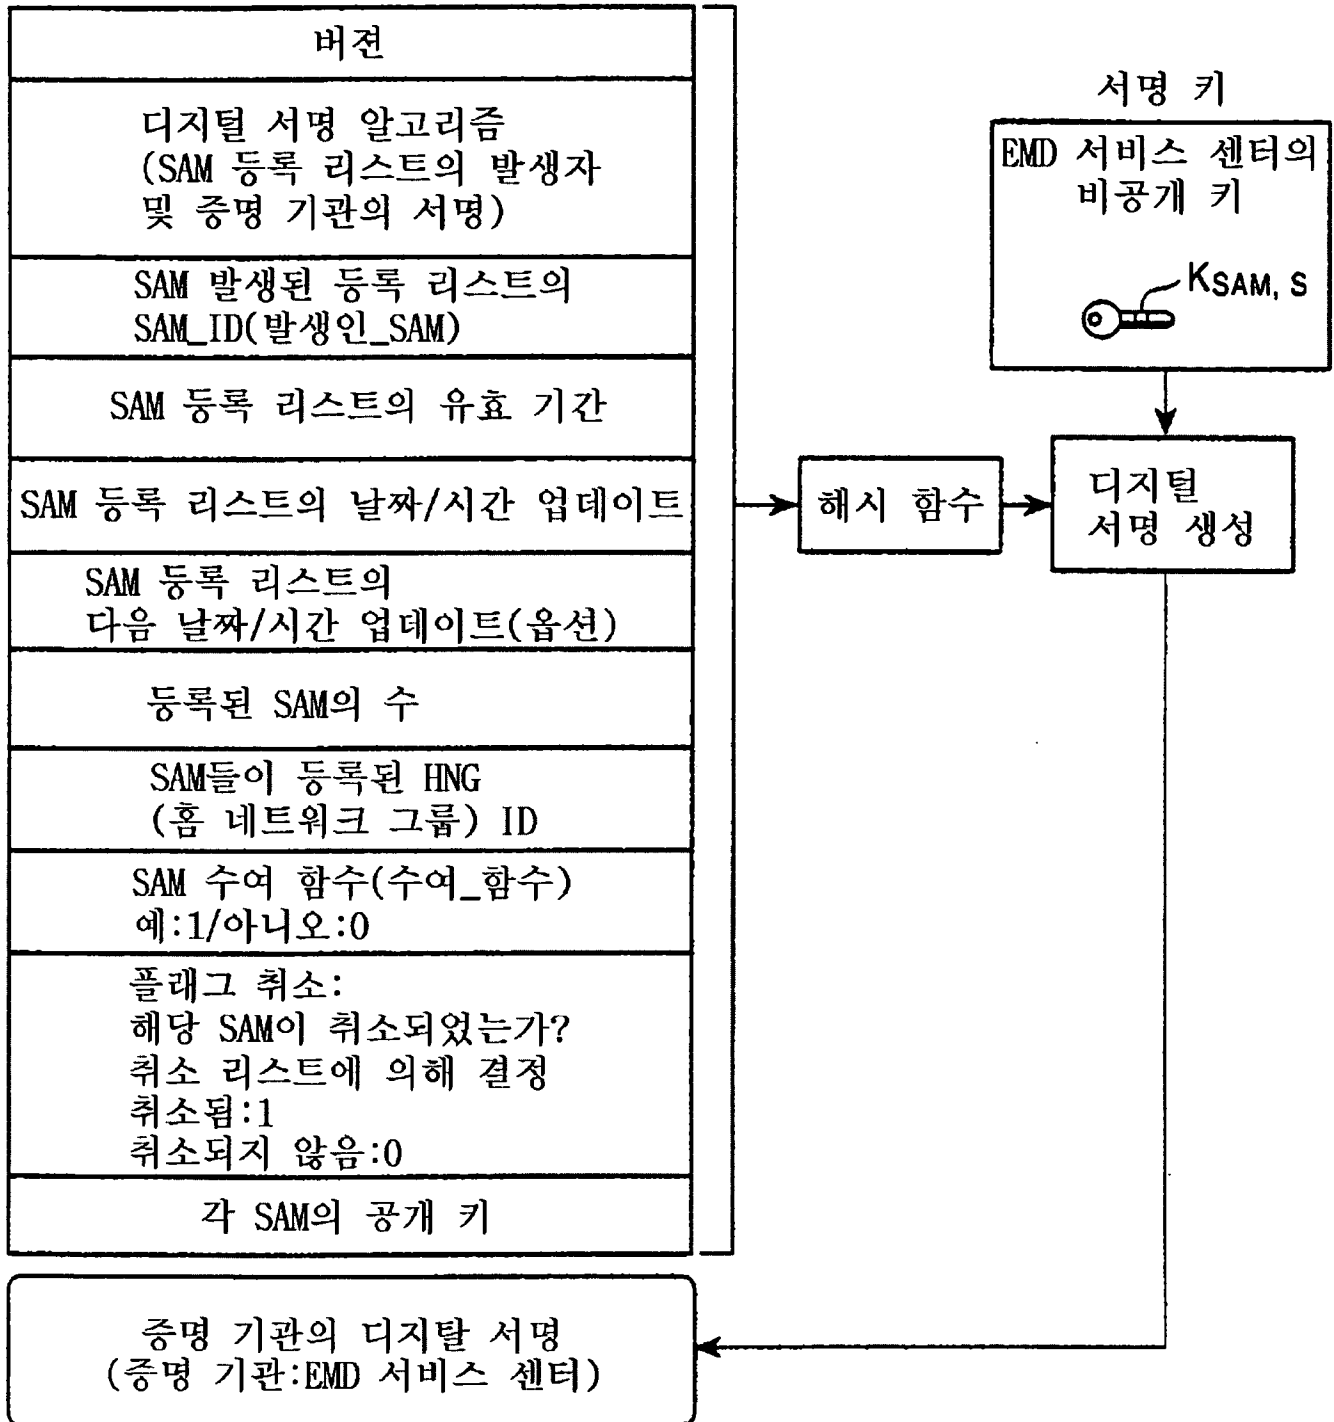 버젼
디지털 서명 알고리즘
(SAM 등록 리스트의 발생자
및 증명 기관의 서명)
SAM 발생된 등록 리스트의
SAM_ID(발생인_SAM)
SAM 등록 리스트의 유효 기간
SAM 등록 리스트의 날짜/시간 업데이트
SAM 등록 리스트의
다음 날짜/시간 업데이트(옵션)
등록된 SAM의 수
SAM들이 등록된 HNG
(홈 네트워크 그룹) ID
SAM 수여 함수(수여_함수)
예:1/아니오:0
플래그 취소:
해당 SAM이 취소되었는가?
취소 리스트에 의해 결정
취소됨:1
취소되지 않음:0
각 SAM의 공개 키
해시 함수
서명 키
EMD 서비스 센터의
비공개 키
KSAM, S
디지털
서명 생성
증명 기관의 디지탈 서명
(증명 기관:EMD 서비스 센터)